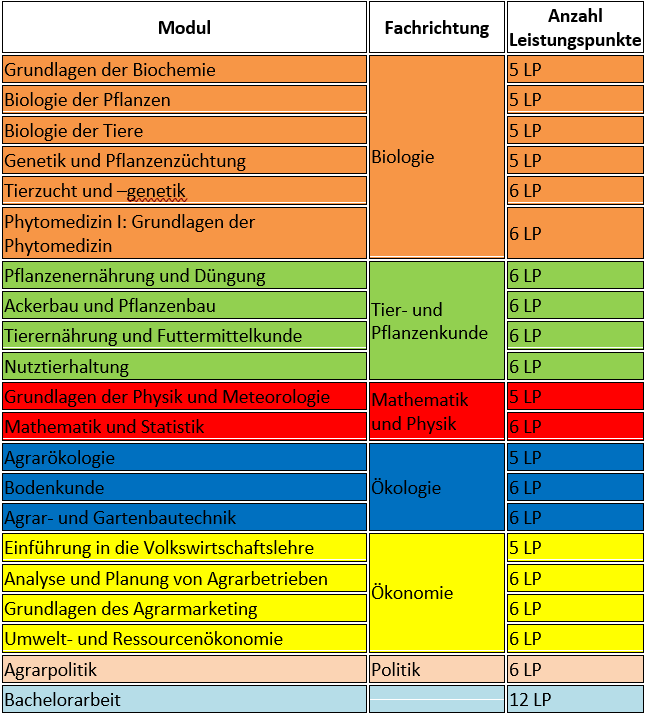 Modul Fachrichtung Anzahl
Leistungspunkte
Grundlagen der Biochemie Biologie 5 LP
Biologie der Pflanzen 5 LP
Biologie der Tiere 5 LP
Genetik und Pflanzenzüchtung 5 LP
Tierzucht und –genetik 6 LP
Phytomedizin I: Grundlagen der
Phytomedizin 6 LP
Pflanzenernährung und Düngung Tier- und
Pflanzenkunde 6 LP
Ackerbau und Pflanzenbau 6 LP
Tierernährung und Futtermittelkunde 6 LP
Nutztierhaltung 6 LP
Grundlagen der Physik und Meteorologie Mathematik
und Physik 5 LP
Mathematik und Statistik 6 LP
Agrarökologie Ökologie 5 LP
Bodenkunde 6 LP
Agrar- und Gartenbautechnik 6 LP
Einführung in die Volkswirtschaftslehre Ökonomie 5 LP
Analyse und Planung von Agrarbetrieben 6 LP
Grundlagen des Agrarmarketing 6 LP
Umwelt- und Ressourcenökonomie 6 LP
Agrarpolitik Politik 6 LP
Bachelorarbeit 12 LP